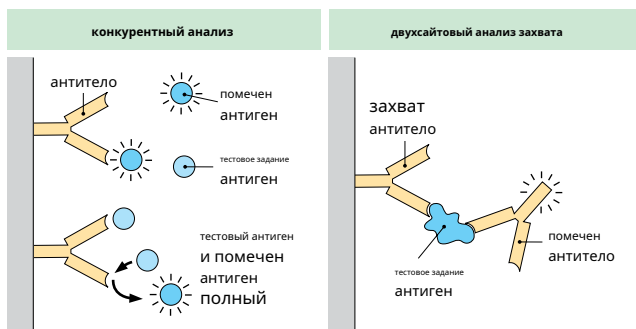 конкурентный анализ
антитело
помечен
антиген
тестовое задание
антиген
тестовый антиген
и помечен
антиген
полный
двухсайтовый анализ захвата
захват
антитело
помечен
антитело
тестовое задание
антиген